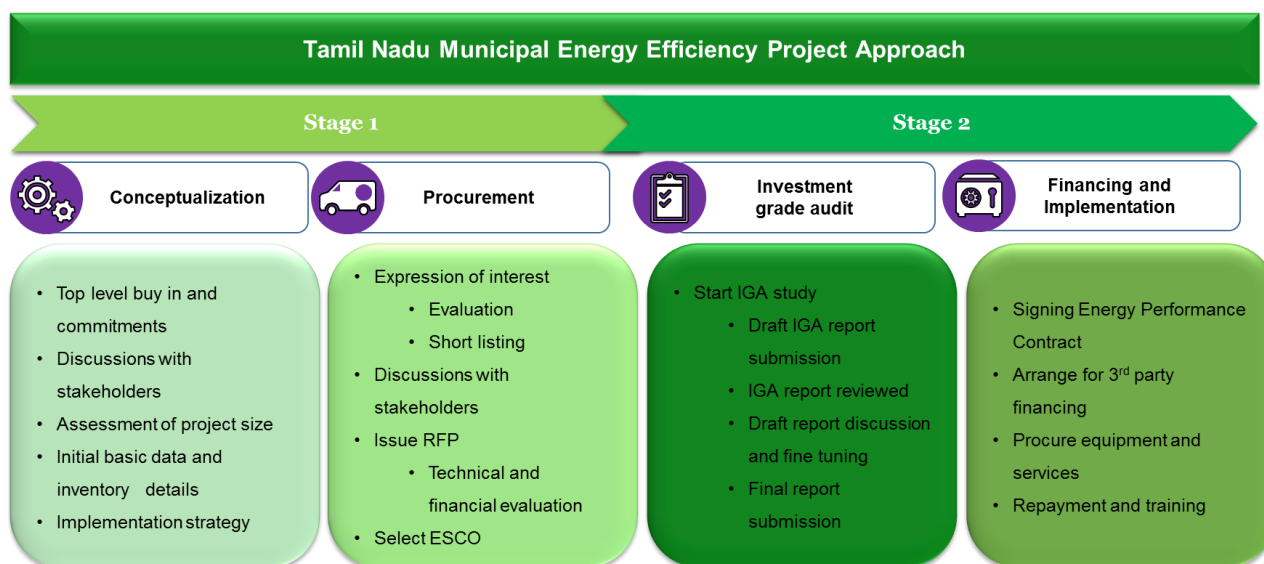 Tamil Nadu Municipal Energy Efficiency Project Approach
Stage 1
Stage 2
Conceptualization
Procurement
Investment
grade audit
Financing and
Implementation
• Top level buy in and
commitments
• Discussions with
stakeholders
• Assessment of project size
• Initial basic data and
inventory details
• Implementation strategy
• Expression of interest
• Evaluation
• Short listing
• Discussions with
stakeholders
• Issue RFP
• Technical and
financial evaluation
• Select ESCO
• Start IGA study
• Draft IGA report
submission
• IGA report reviewed
• Draft report discussion
and fine tuning
• Final report
submission
• Signing Energy Performance
Contract
• Arrange for 3rd party
financing
• Procure equipment and
services
• Repayment and training